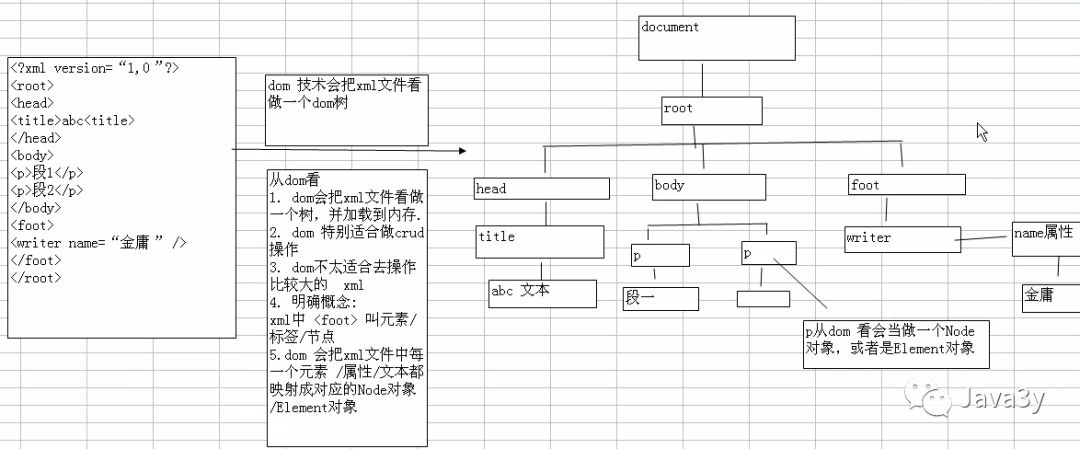 <?xml version=“1,0 ”?>
<root>
<head>
<title>abc<title>
</head>
<body>
<p>段1</p>
<p>段2</p>
</body>
<foot>
<writer name=“金庸 ” />
</foot>
</root>
dom 技术会把xml文件看
做一个dom树
从dom看
1. dom会把xml文件看做
一个树，并加载到内存.
2. dom 特别适合做crud
操作
3. dom不太适合去操作
比较大的 xml
4. 明确概念:
xml中 <foot> 叫元素/
标签/节点
5.dom 会把xml文件中每
一个元素 /属性/文本都
映射成对应的Node对象
/Element对象
document
root
head
body
foot
title
p
p
writer
name属性
abc 文本
段一
金庸
p从dom 看会当做一个Node
对象，或者是Element对象
Java3y